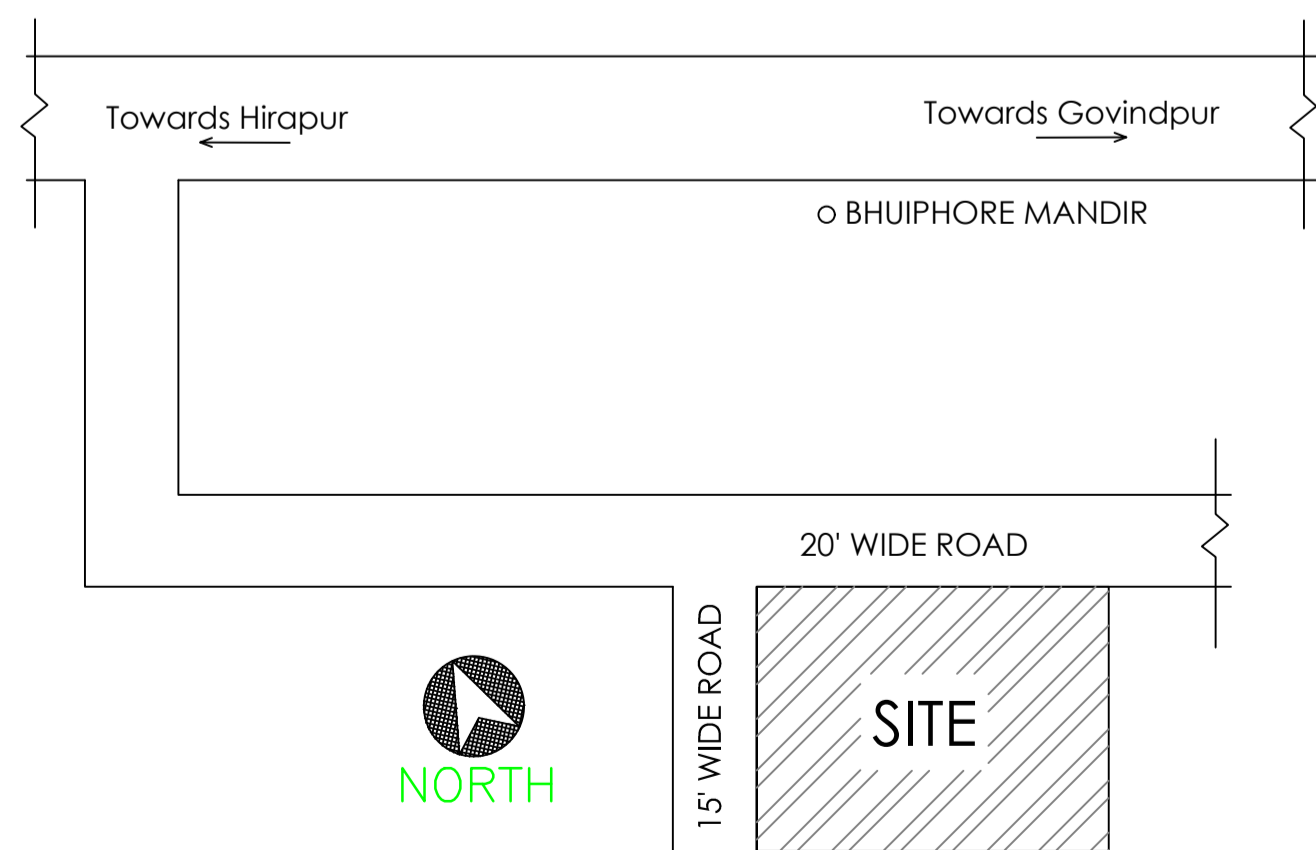 Towards Hirapur
Towards Govindpur
BHUIPHORE MANDIR
20' WIDE ROAD
15' WIDE ROAD
SITE
NORTH